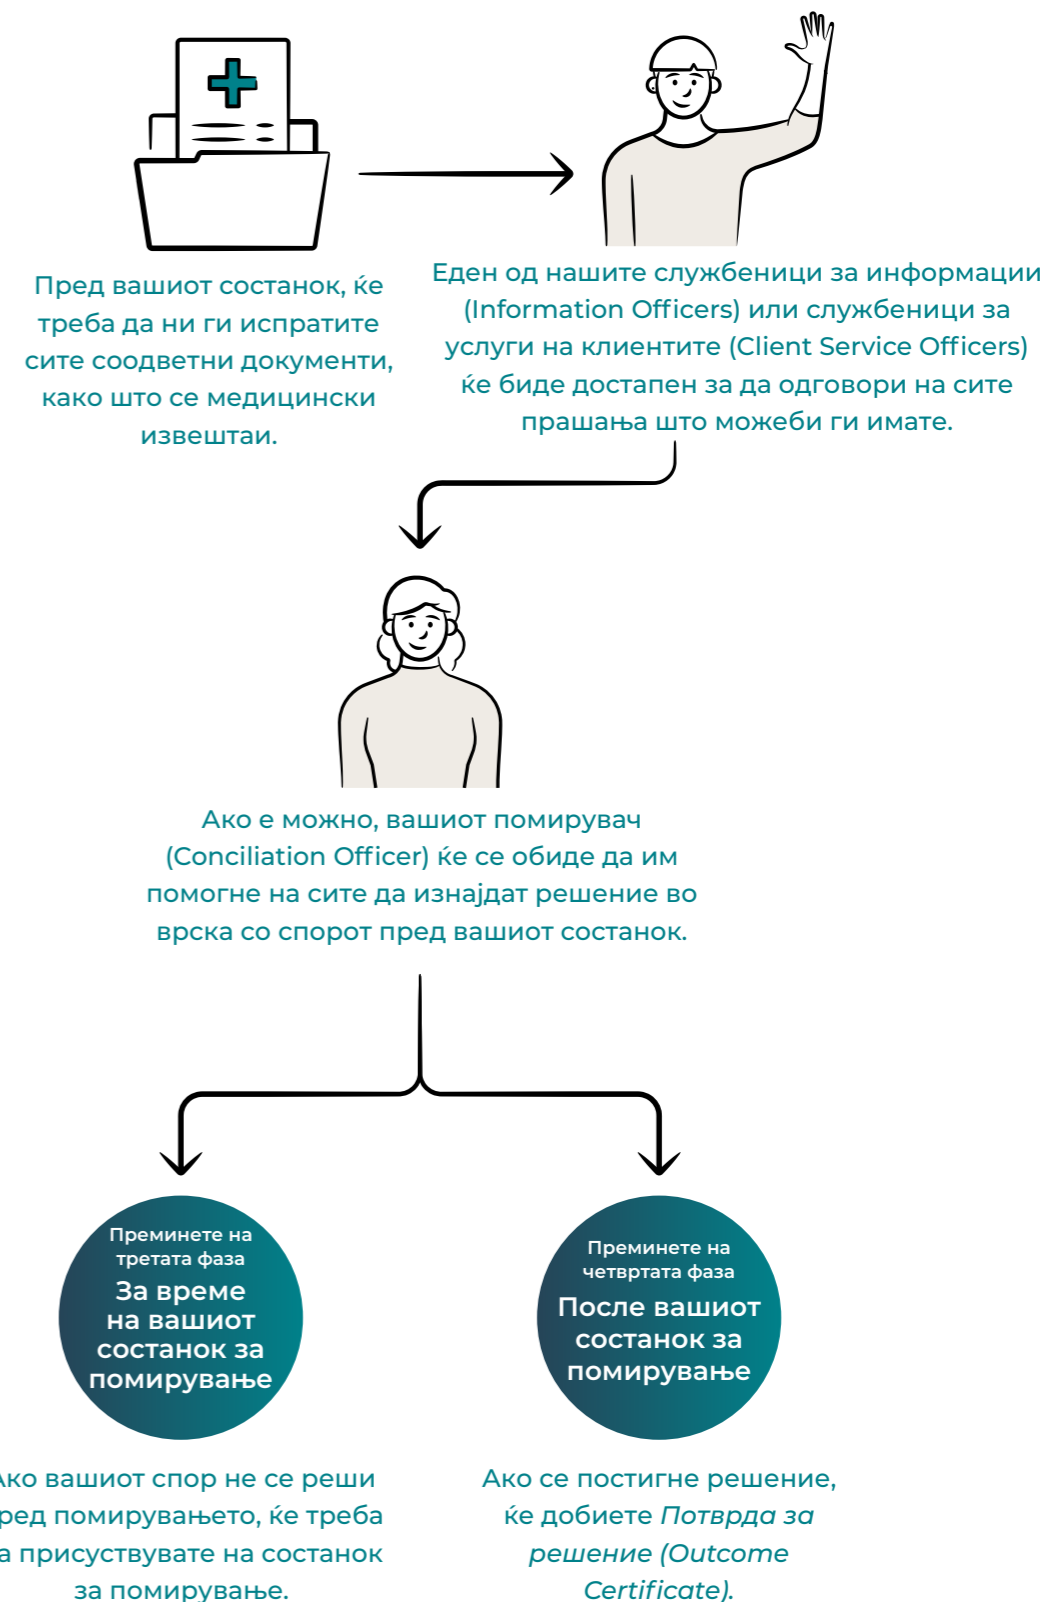 Пред вашиот состанок, ќе
треба да ни ги испратите
сите соодветни документи,
како што се медицински
извештаи.
Еден од нашите службеници за информации
(Information Officers) или службеници за
услуги на клиентите (Client Service Officers)
ќе биде достапен за да одговори на сите
прашања што можеби ги имате.
Ако е можно, вашиот помирувач
(Conciliation Officer) ќе се обиде да им
помогне на сите да изнајдат решение во
врска со спорот пред вашиот состанок.
Преминете на
третата фаза
За време
на вашиот
состанок за
помирување
Ако вашиот спор не се реши
помирувањето, ќе треба
присуствувате на состанок
за помирување.
Преминете на
четвртата фаза
После вашиот
состанок за
помирување
Ако се постигне решение,
ќе добиете Потврда за
решение (Outcome
Certificate).